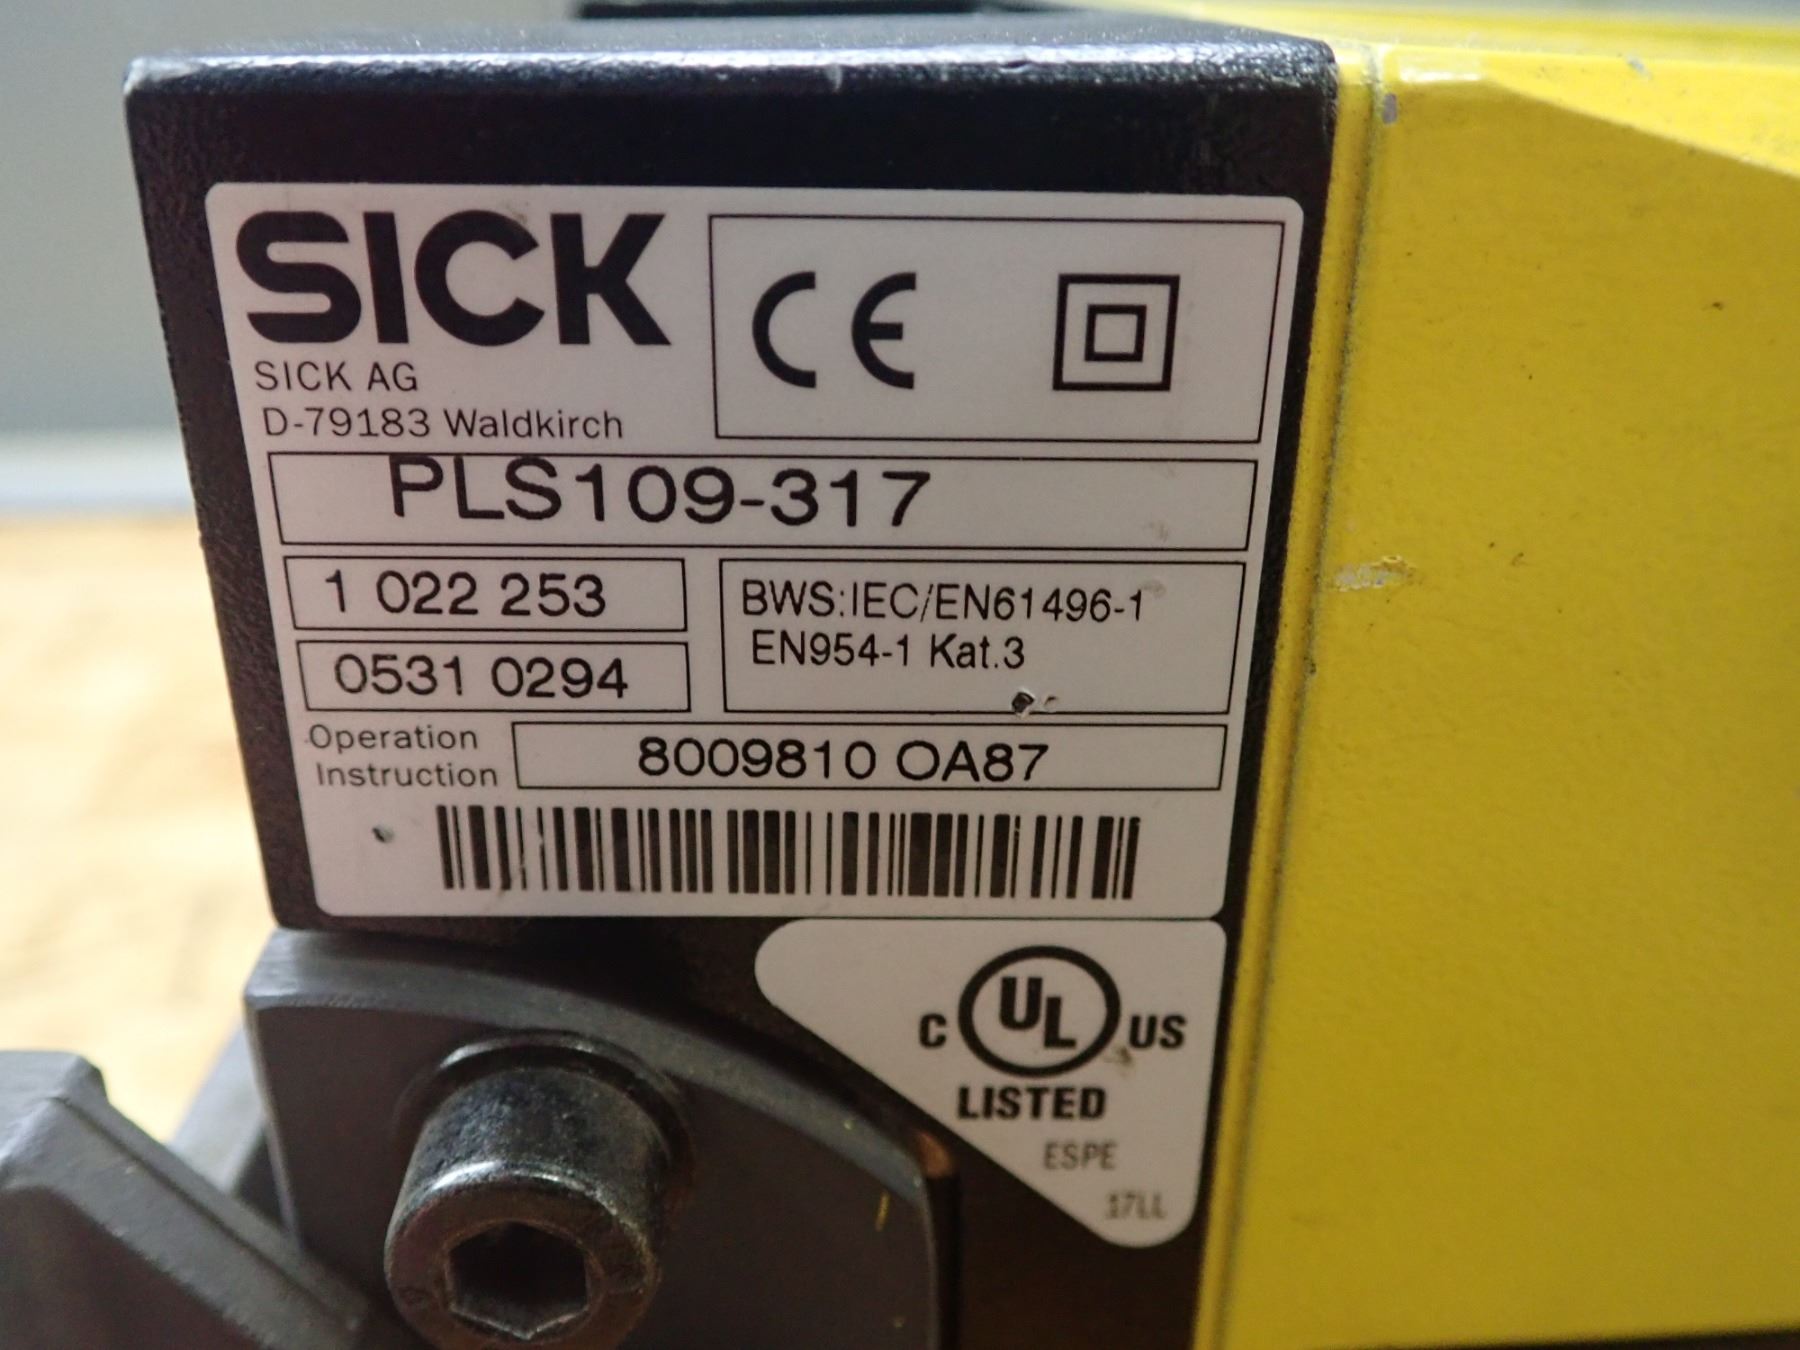 SICK
SICK AG
D-79183 Waldkirch
CE
PLS109-317
1 022 253
0531 0294
BWS:IEC/EN61496-1
EN954-1 Kat.3
Operation
Instruction
8009810 OA87
C UL US
LISTED
ESPE
17LL